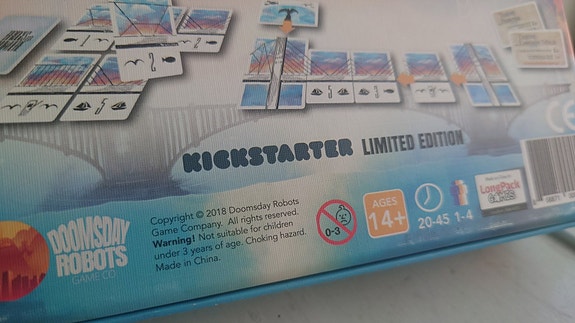 KICKSTARTER LIMITED EDITION
DOOMSDAY
ROBOTS
GAME CO.
Copyright © 2018 Doomsday Robots
Game Company. All rights reserved.
Warning! Not suitable for children
under 3 years of age. Choking hazard.
Made in China.
0-3
AGES
14+
20-45
1-4
LongPack
CE